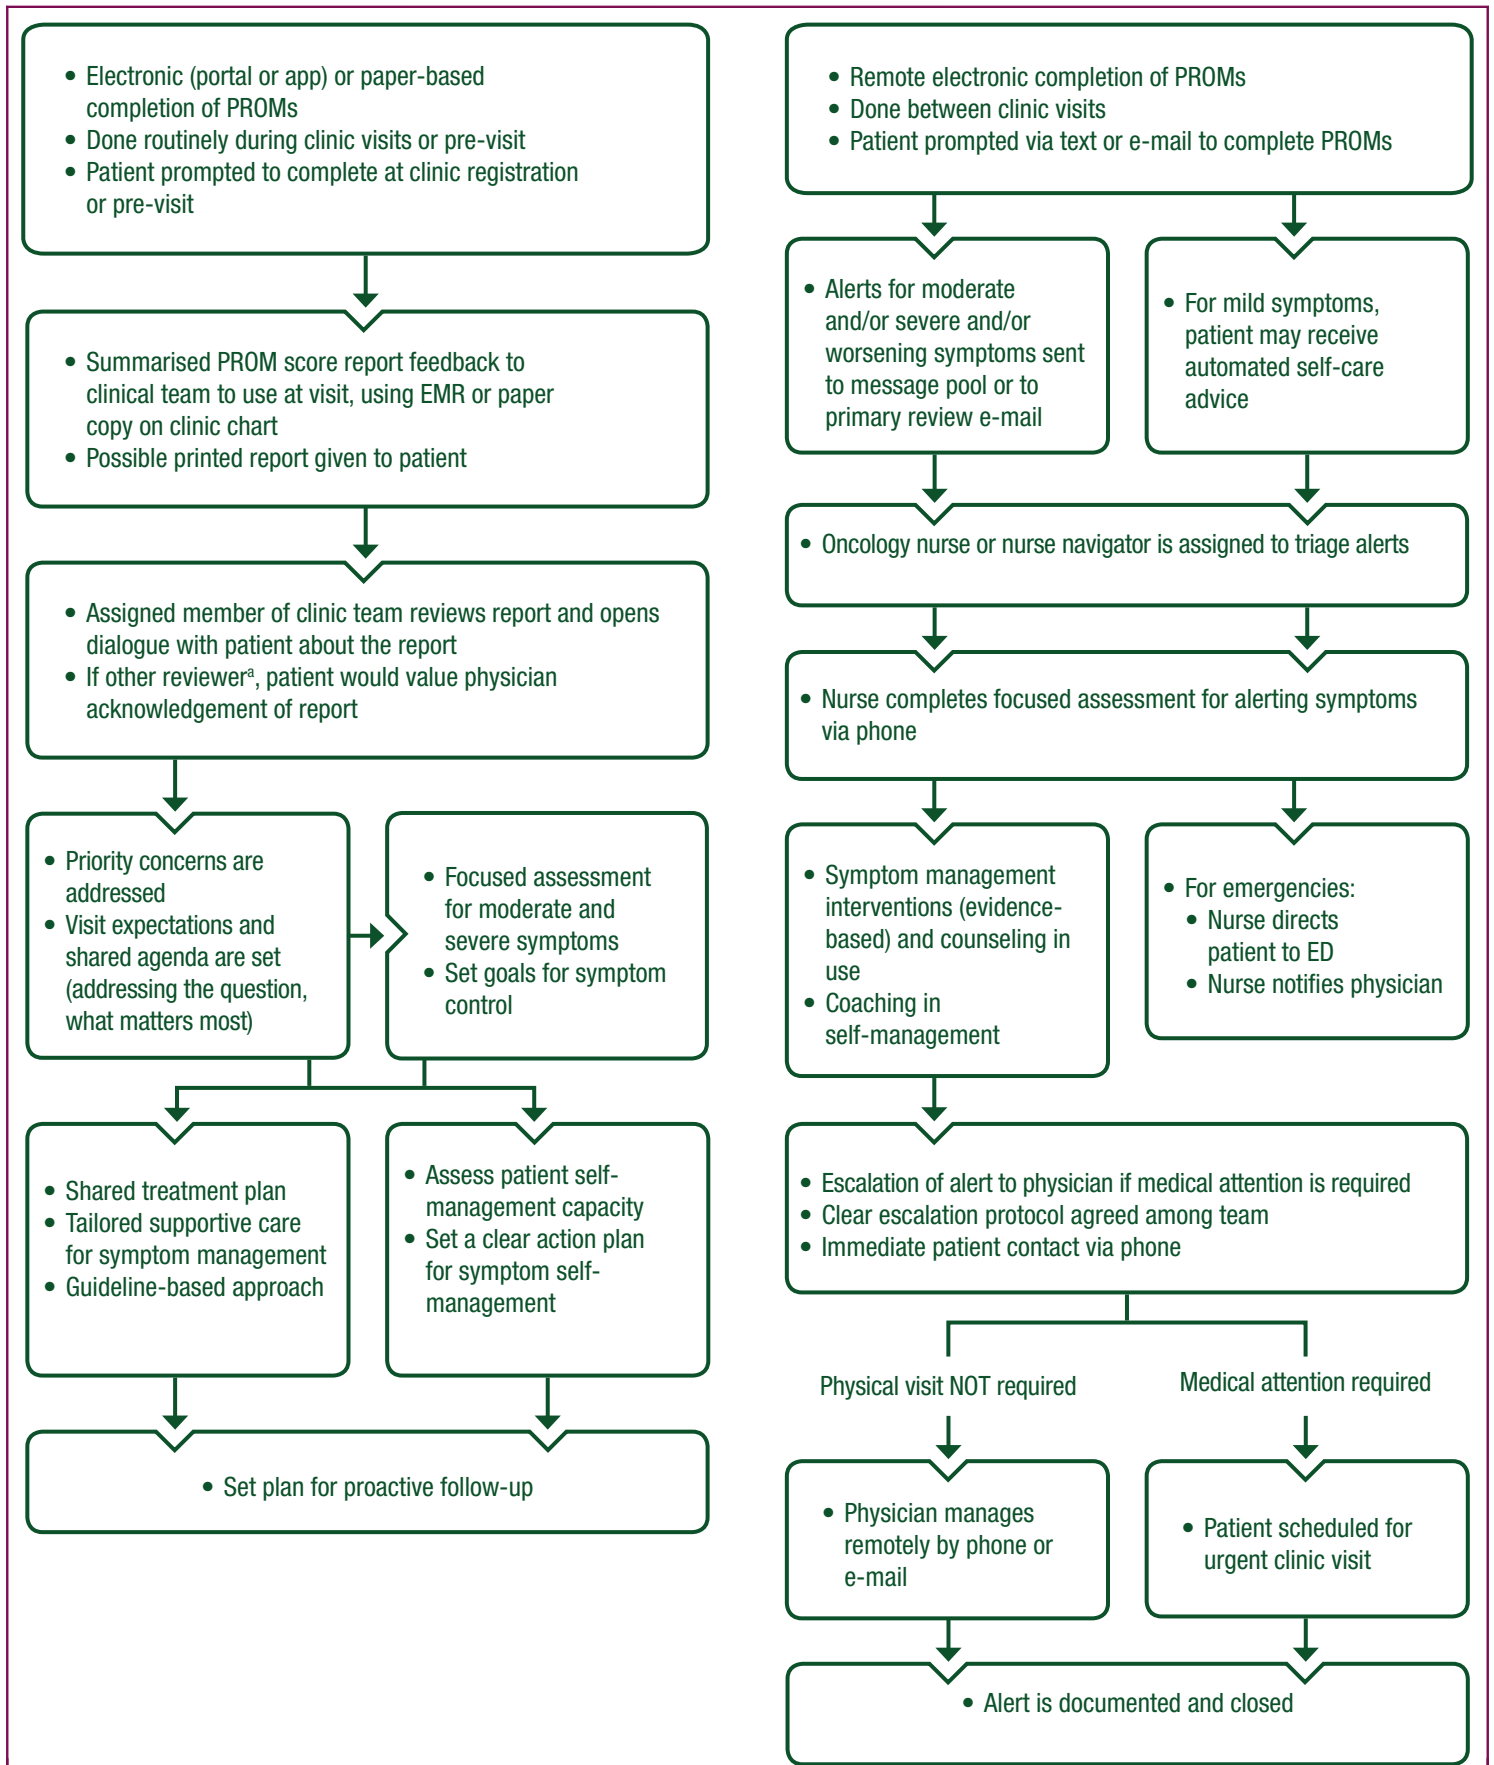 • Electronic (portal or app) or paper-based
completion of PROMs
• Done routinely during clinic visits or pre-visit
• Patient prompted to complete at clinic registration
or pre-visit
• Summarised PROM score report feedback to
clinical team to use at visit, using EMR or paper
copy on clinic chart
• Possible printed report given to patient
• Assigned member of clinic team reviews report and opens
dialogue with patient about the report
• If other reviewerᵃ, patient would value physician
acknowledgement of report
• Priority concerns are
addressed
• Visit expectations and
shared agenda are set
(addressing the question,
what matters most)
• Focused assessment
for moderate and
severe symptoms
• Set goals for symptom
control
• Shared treatment plan
• Tailored supportive care
for symptom management
• Guideline-based approach
• Assess patient self-
management capacity
• Set a clear action plan
for symptom self-
management
• Set plan for proactive follow-up
• Remote electronic completion of PROMs
• Done between clinic visits
• Patient prompted via text or e-mail to complete PROMs
• Alerts for moderate
and/or severe and/or
worsening symptoms sent
to message pool or to
primary review e-mail
• For mild symptoms,
patient may receive
automated self-care
advice
• Oncology nurse or nurse navigator is assigned to triage alerts
• Nurse completes focused assessment for alerting symptoms
via phone
• Symptom management
interventions (evidence-
based) and counseling in
use
• Coaching in
self-management
• For emergencies:
• Nurse directs
patient to ED
• Nurse notifies physician
• Escalation of alert to physician if medical attention is required
• Clear escalation protocol agreed among team
• Immediate patient contact via phone
Physical visit NOT required
Medical attention required
• Physician manages
remotely by phone or
e-mail
• Patient scheduled for
urgent clinic visit
• Alert is documented and closed